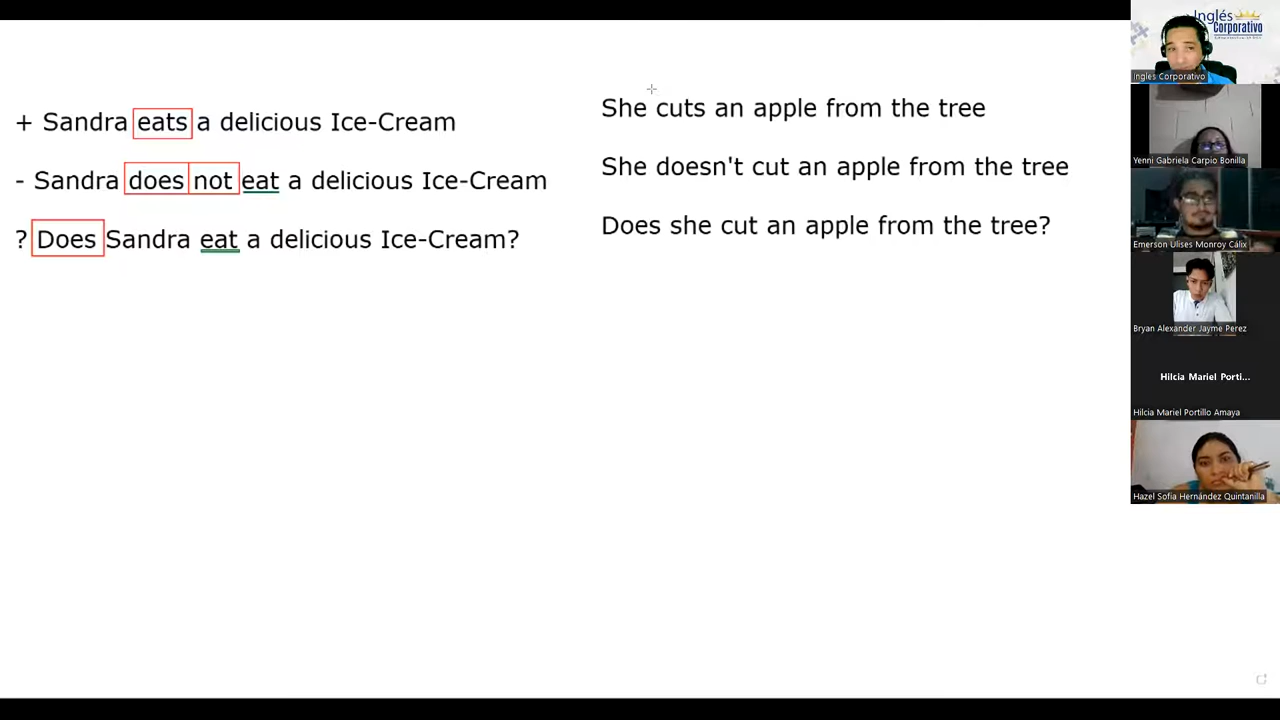 + Sandra eats a delicious Ice-Cream
- Sandra does not eat a delicious Ice-Cream
? Does Sandra eat a delicious Ice-Cream?
She cuts an apple from the tree
She doesn't cut an apple from the tree
Does she cut an apple from the tree?
Inglés
Corporativo
Ingles Corporativo
Yenni Gabriela Carpio Bonilla
Emerson Ulises Monroy Cálix
Bryan Alexander Jayme Perez
Hilcia Mariel Porti...
Hilcia Mariel Portillo Amaya
Hazel Sofía Hernández Quintanilla